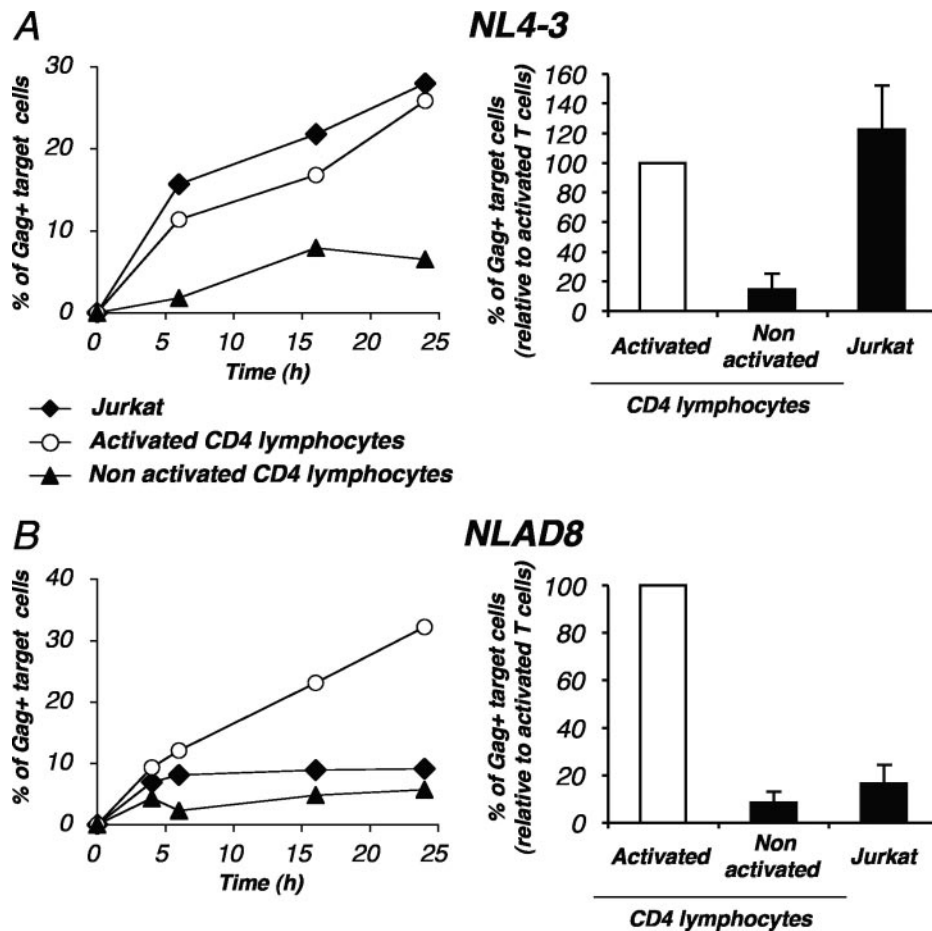 A
NL4-3
% of Gag+ target cells
30
20
10
0
0 5 10 15 20 25
Time (h)
% of Gag+ target cells
(relative to activated T cells)
160
140
120
100
80
60
40
20
0
Activated
Non
activated
Jurkat
CD4 lymphocytes
Jurkat
Activated CD4 lymphocytes
Non activated CD4 lymphocytes
B
NLAD8
% of Gag+ target cells
40
30
20
10
0
0 5 10 15 20 25
Time (h)
% of Gag+ target cells
(relative to activated T cells)
100
80
60
40
20
0
Activated
Non
activated
Jurkat
CD4 lymphocytes